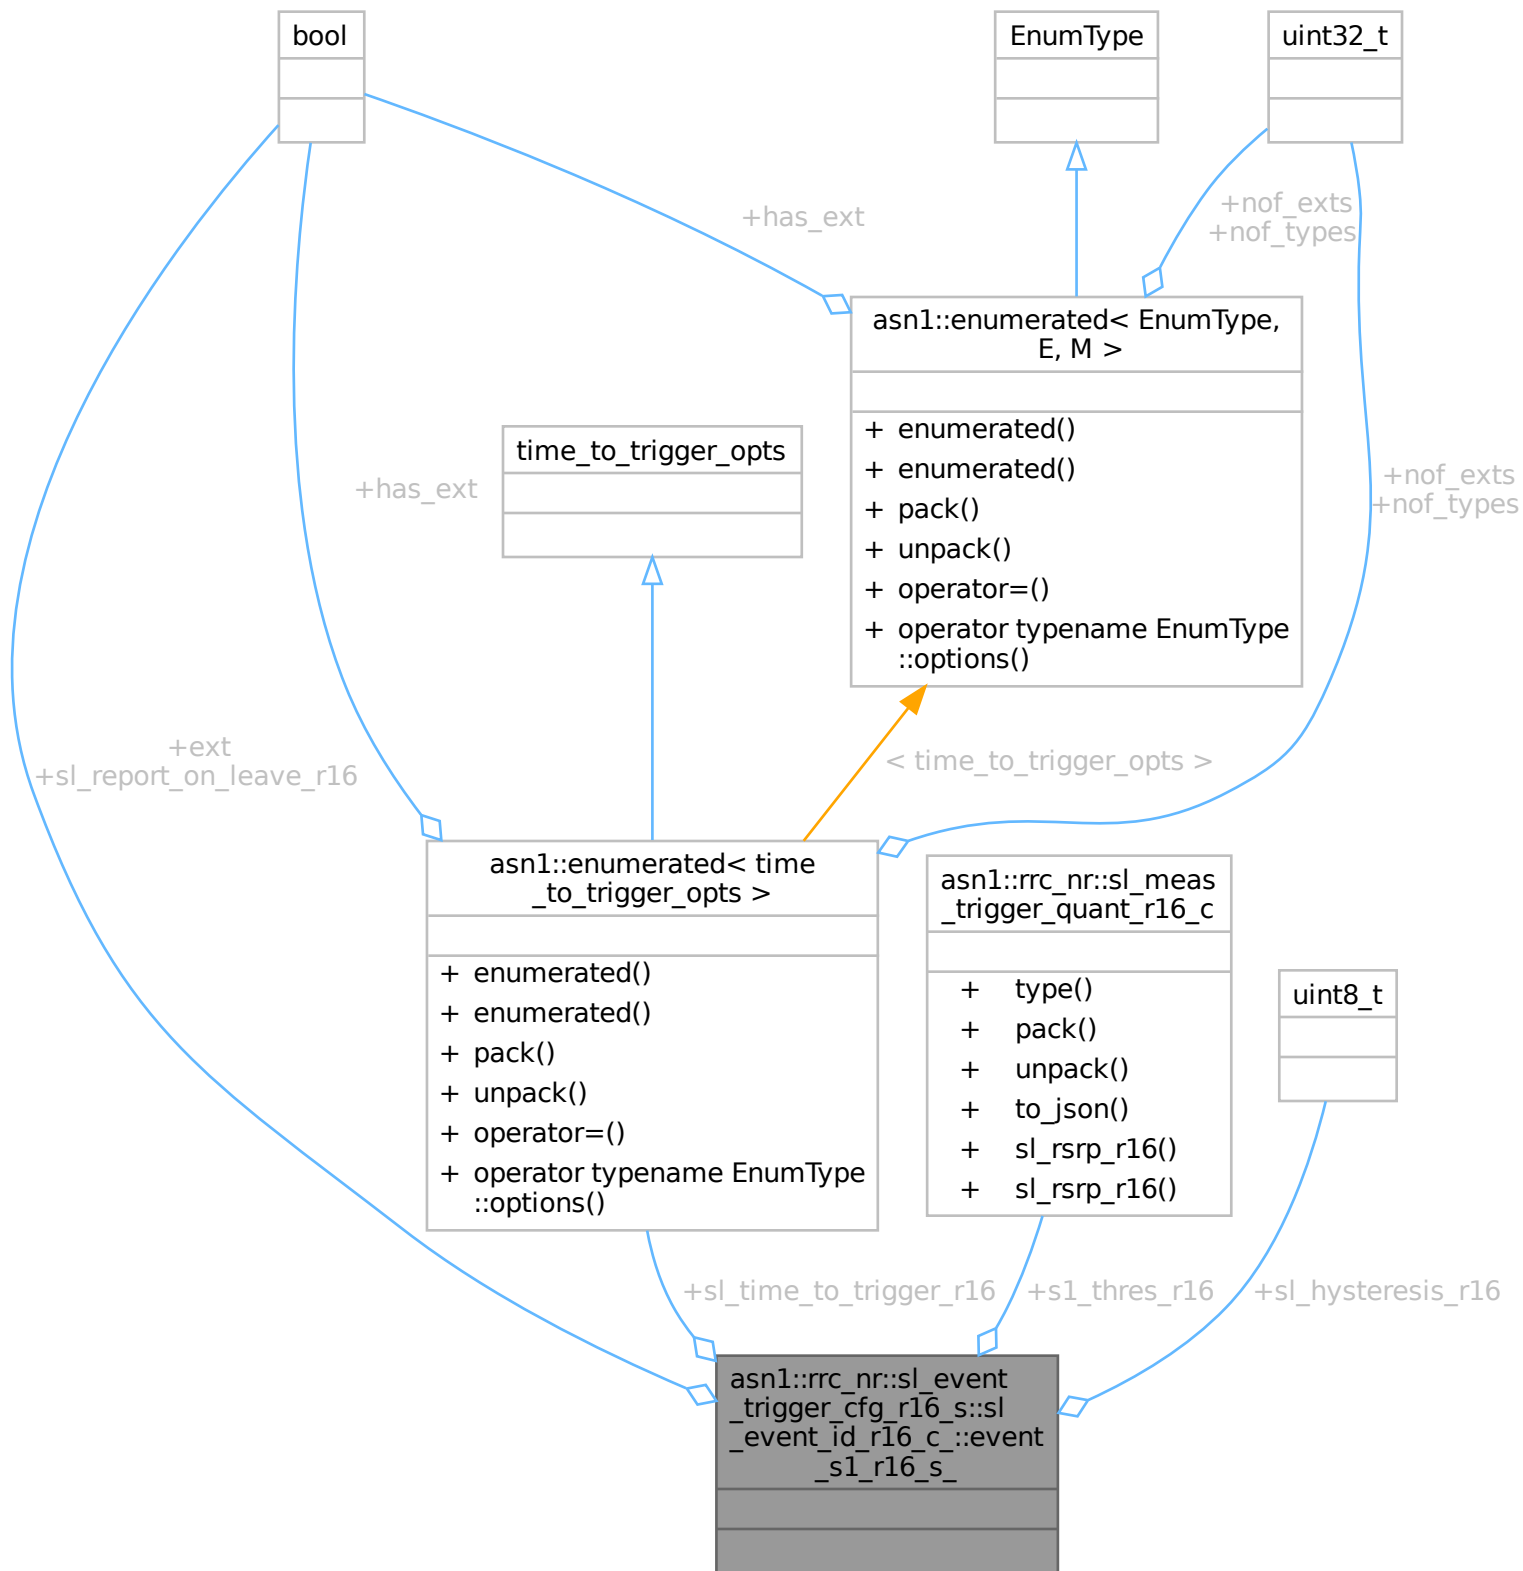 bool
EnumType
uint32_t
+has_ext
+nof_exts
+nof_types
asn1::enumerated< EnumType,
E, M >
+ enumerated()
+ enumerated()
+ pack()
+ unpack()
+ operator=()
+ operator typename EnumType
::options()
time_to_trigger_opts
+has_ext
+nof_exts
+nof_types
+ext
+sl_report_on_leave_r16
< time_to_trigger_opts >
asn1::enumerated< time
_to_trigger_opts >
+ enumerated()
+ enumerated()
+ pack()
+ unpack()
+ operator=()
+ operator typename EnumType
::options()
asn1::rrc_nr::sl_meas
_trigger_quant_r16_c
+ type()
+ pack()
+ unpack()
+ to_json()
+ sl_rsrp_r16()
+ sl_rsrp_r16()
uint8_t
+sl_time_to_trigger_r16
+s1_thres_r16
+sl_hysteresis_r16
asn1::rrc_nr::sl_event
_trigger_cfg_r16_s::sl
_event_id_r16_c_::event
_s1_r16_s_